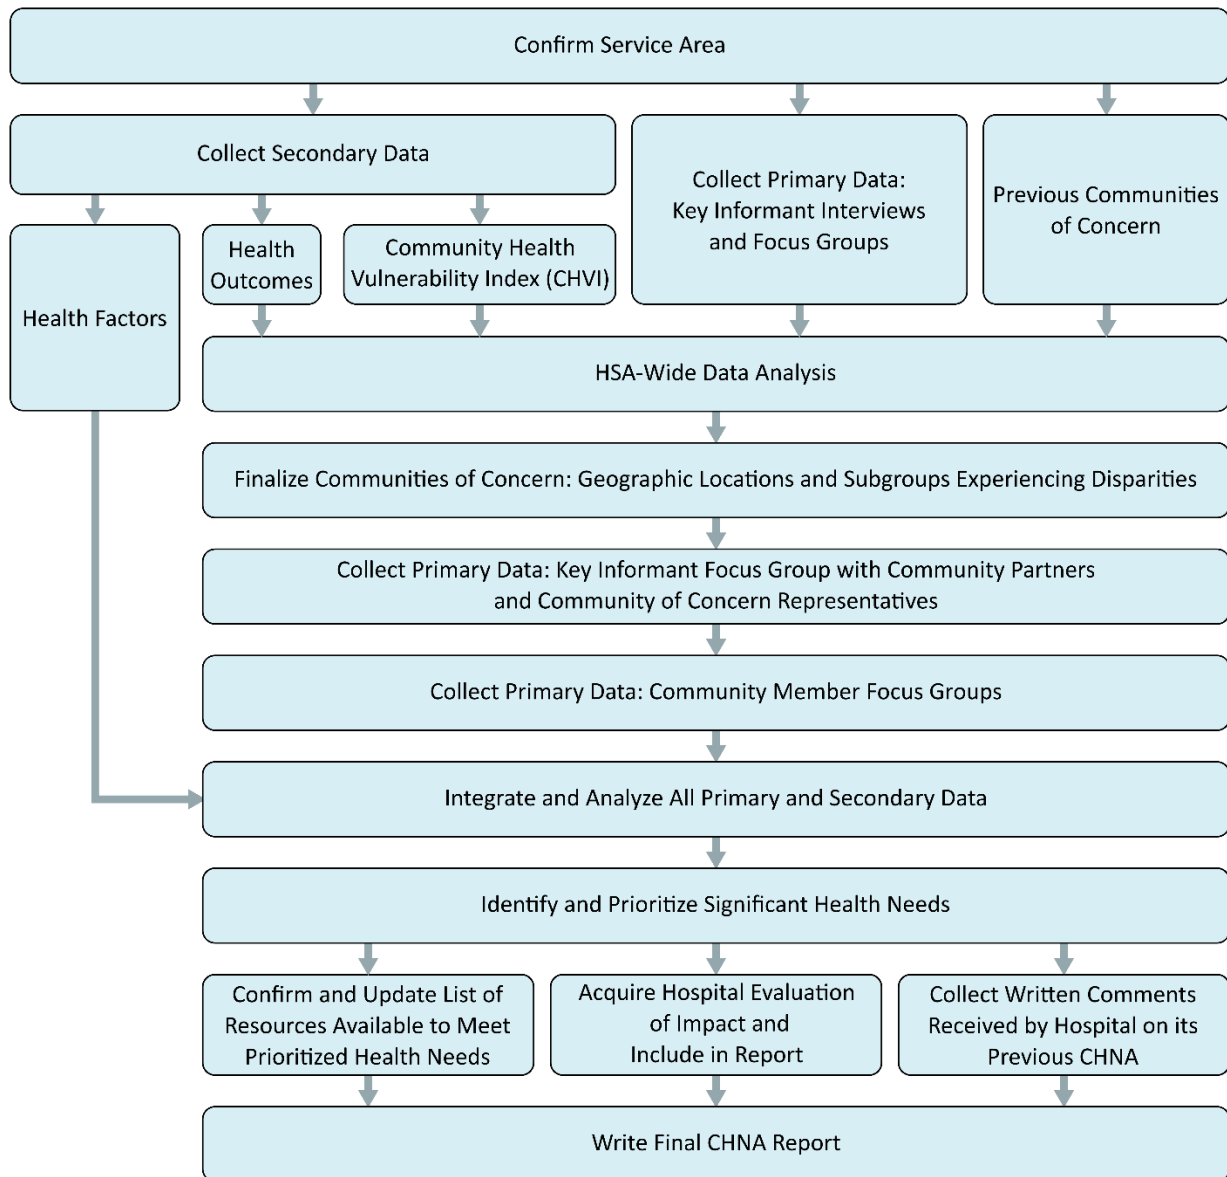 Confirm Service Area
Collect Secondary Data
Collect Primary Data:
Key Informant Interviews
and Focus Groups
Previous Communities
of Concern
Health Factors
Health
Outcomes
Community Health
Vulnerability Index (CHVI)
HSA-Wide Data Analysis
Finalize Communities of Concern: Geographic Locations and Subgroups Experiencing Disparities
Collect Primary Data: Key Informant Focus Group with Community Partners
and Community of Concern Representatives
Collect Primary Data: Community Member Focus Groups
Integrate and Analyze All Primary and Secondary Data
Identify and Prioritize Significant Health Needs
Confirm and Update List of
Resources Available to Meet
Prioritized Health Needs
Acquire Hospital Evaluation
of Impact and
Include in Report
Collect Written Comments
Received by Hospital on its
Previous CHNA
Write Final CHNA Report